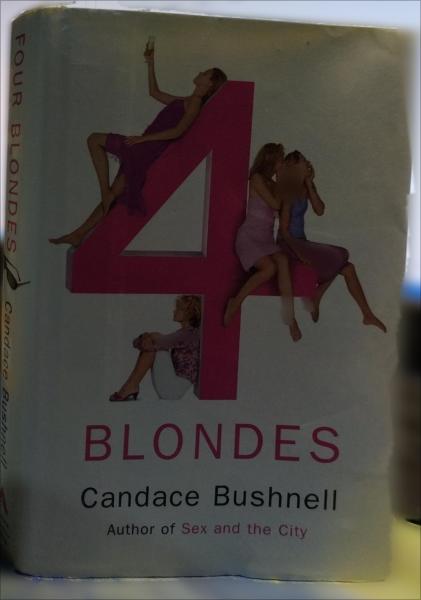 FOUR BLONDES Candace Bushnell
4
BLONDES
Candace Bushnell
Author of Sex and the City